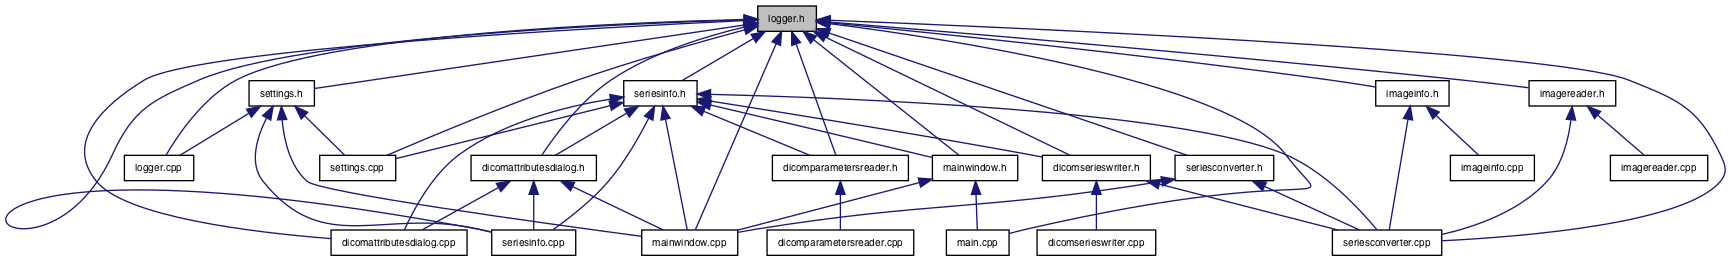 logger.h
settings.h
seriesinfo.h
imageinfo.h
imagereader.h
logger.cpp
settings.cpp
dicomattributesdialog.h
dicomparametersreader.h
mainwindow.h
dicomserieswriter.h
seriesconverter.h
imageinfo.cpp
imagereader.cpp
dicomattributesdialog.cpp
seriesinfo.cpp
mainwindow.cpp
dicomparametersreader.cpp
main.cpp
dicomserieswriter.cpp
seriesconverter.cpp